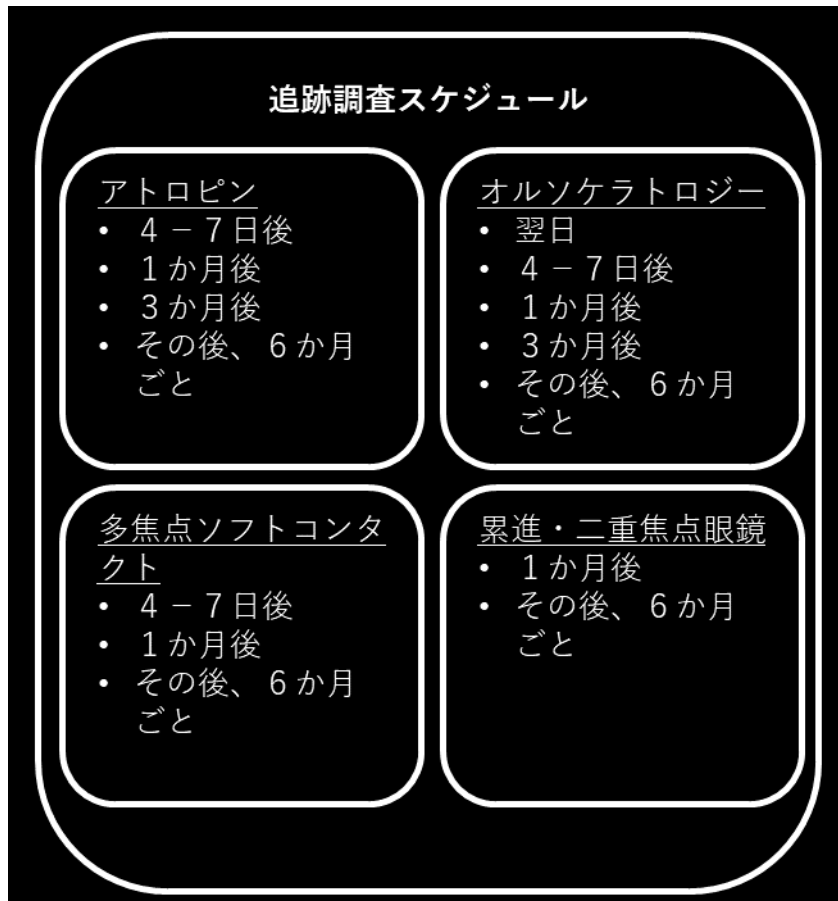 追跡調査スケジュール
アトロピン
• ４－７日後
• １か月後
• ３か月後
• その後、６か月
ごと
オルソケラトロジー
• 翌日
• ４－７日後
• １か月後
• ３か月後
• その後、６か月
ごと
多焦点ソフトコンタ
クト
• ４－７日後
• １か月後
• その後、６か月
ごと
累進・二重焦点眼鏡
• １か月後
• その後、６か月
ごと